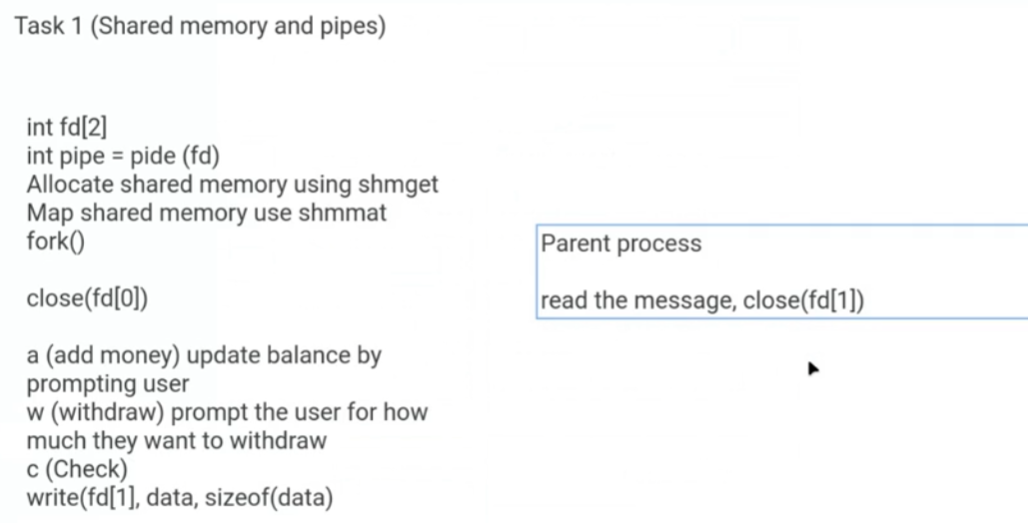 Task 1 (Shared memory and pipes)
int fd[2]
int pipe = pide (fd)
Allocate shared memory using shmget
Map shared memory use shmmat
fork()
close(fd[0])
a (add money) update balance by
prompting user
w (withdraw) prompt the user for how
much they want to withdraw
c (Check)
write(fd[1], data, sizeof(data)
Parent process
read the message, close(fd[1])